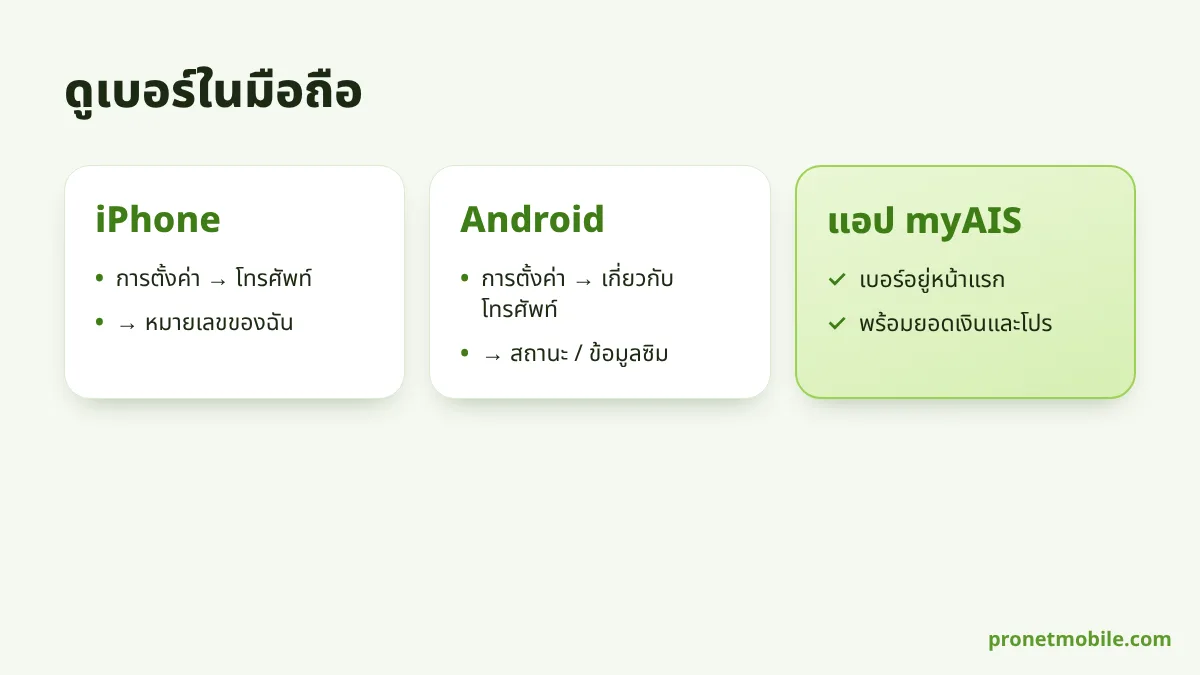 ดูเบอร์ในมือถือ
iPhone
• การตั้งค่า → โทรศัพท์
• → หมายเลขของฉัน
Android
• การตั้งค่า → เกี่ยวกับ
โทรศัพท์
• → สถานะ / ข้อมูลซิม
แอป myAIS
✓ เบอร์อยู่หน้าแรก
✓ พร้อมยอดเงินและโปร
pronetmobile.com